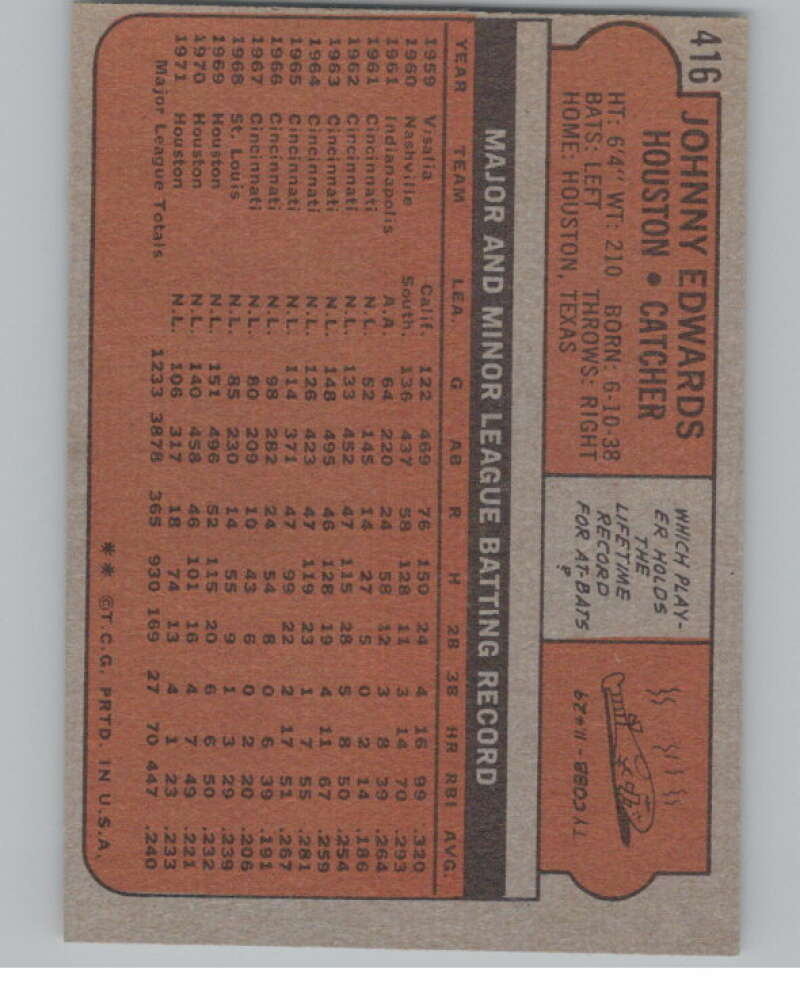 416
JOHNNY EDWARDS
HOUSTON • CATCHER
HT: 6'4" WT: 210 BORN: 6-10-38
BATS: LEFT THROWS: RIGHT
HOME: HOUSTON, TEXAS
WHICH PLAY-
ER HOLDS
THE
LIFETIME
RECORD
FOR AT-BATS
?
TY COBB - 11429
MAJOR AND MINOR LEAGUE BATTING RECORD
YEAR TEAM LEA. G AB R H 2B 3B HR RBI AVG.
1959 Visalia Calif. 122 469 76 150 24 4 16 99 .320
1960 Nashville South. 136 437 58 128 11 3 14 70 .293
1961 Indianapolis A.A. 64 220 24 58 12 3 8 39 .264
1961 Cincinnati N.L. 52 145 14 27 5 0 2 14 .186
1962 Cincinnati N.L. 133 452 47 115 28 5 8 50 .254
1963 Cincinnati N.L. 148 495 46 128 19 4 11 67 .259
1964 Cincinnati N.L. 126 423 47 119 23 1 7 55 .281
1965 Cincinnati N.L. 114 371 47 99 22 2 17 51 .267
1966 Cincinnati N.L. 98 282 24 54 8 0 6 39 .191
1967 Cincinnati N.L. 80 209 10 43 6 0 2 20 .206
1968 St. Louis N.L. 85 230 14 55 9 1 3 29 .239
1969 Houston N.L. 151 496 52 115 20 6 6 50 .232
1970 Houston N.L. 140 458 46 101 16 4 7 49 .221
1971 Houston N.L. 106 317 18 74 13 4 1 23 .233
Major League Totals 1233 3878 365 930 169 27 70 447 .240
** ©T.C.G. PRTD. IN U.S.A.